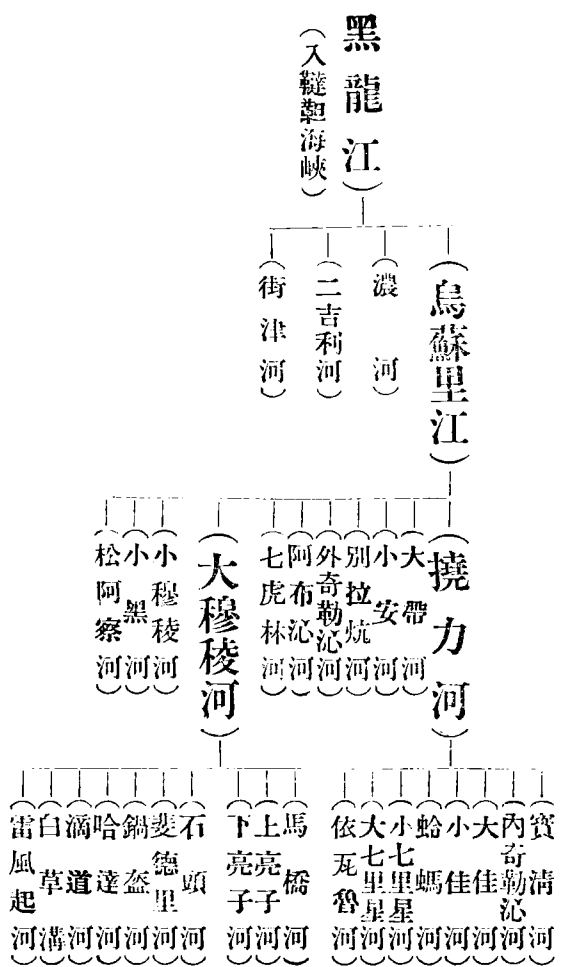 黑龍江
（入韃靼海峽）
（烏蘇里江）
（濃河）
（二吉利河）
（街津河）
（撓力河）
（大帶河）
（小安河）
（別拉炕河）
（外奇勒沁河）
（阿布沁河）
（七虎林河）
（大穆稜河）
（小穆稜河）
（小黑河）
（松阿察河）
（寶淸河）
（內奇勒沁河）
（大佳河）
（小佳河）
（蛤螞河）
（小七里星河）
（大七里星河）
（依瓦魯河）
（馬橋河）
（上亮子河）
（下亮子河）
（石頭河）
（斐德里河）
（鍋盔河）
（哈達河）
（滴道河）
（白草溝）
（雷風起河）